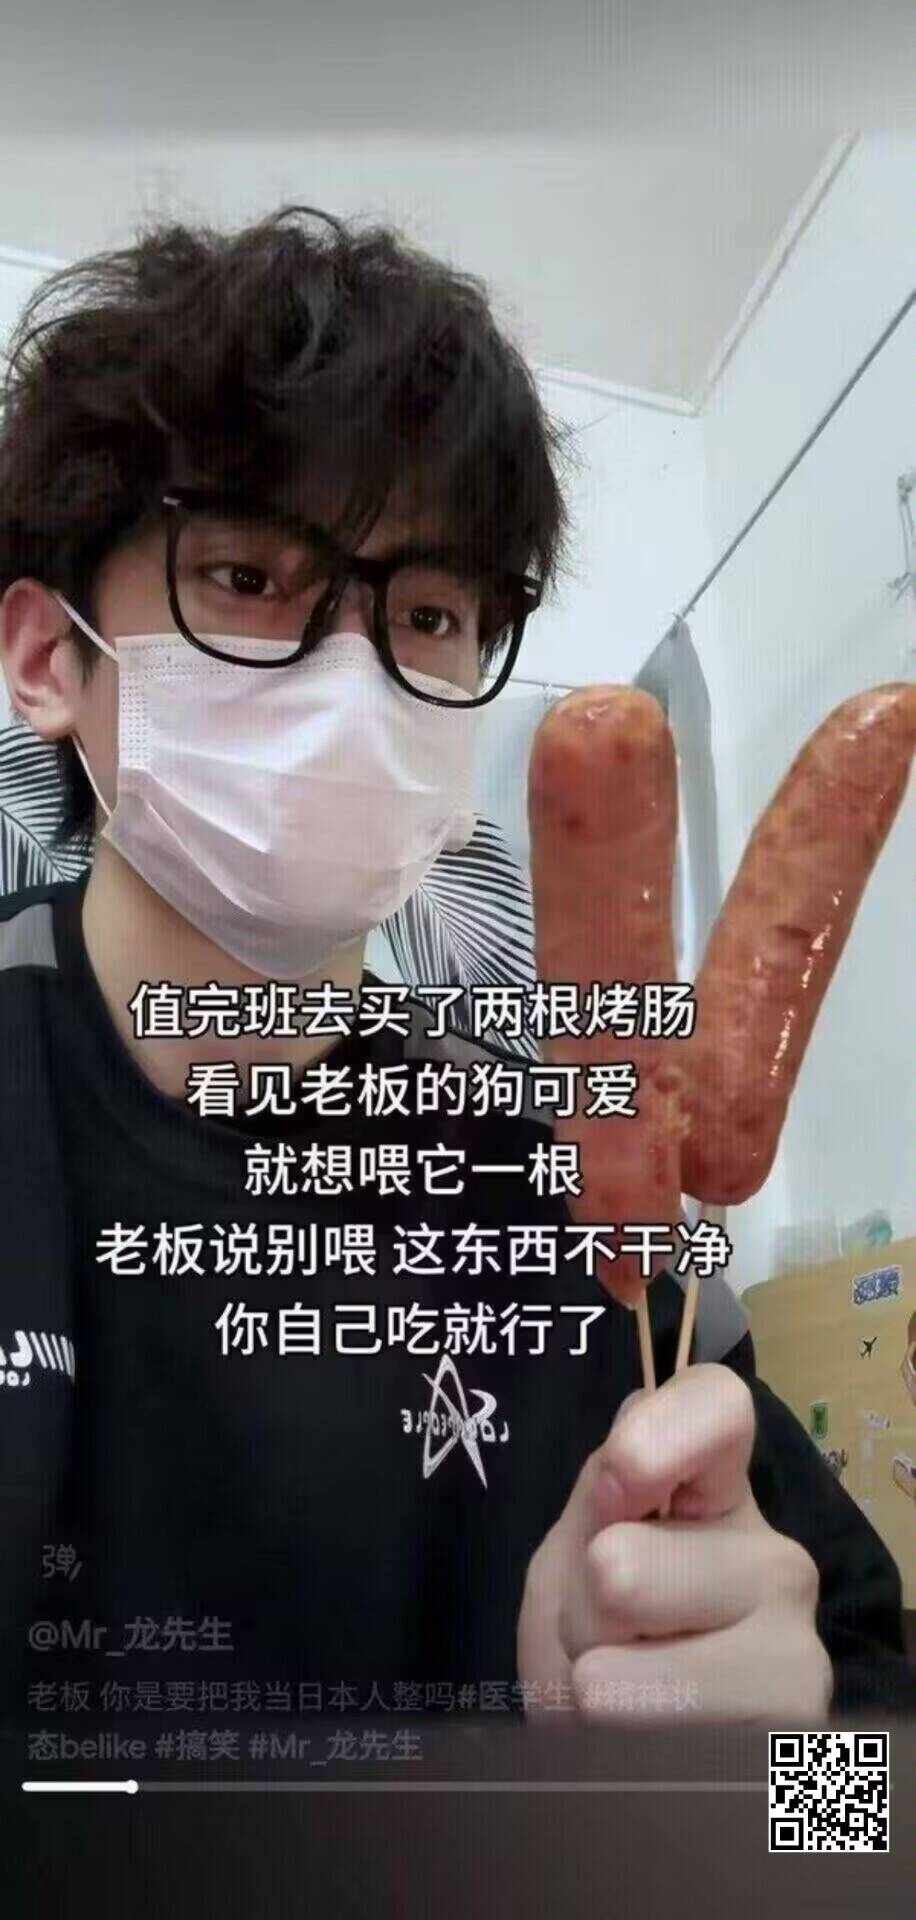 值完班去买了两根烤肠
看见老板的狗可爱
就想喂它一根
老板说别喂 这东西不干净
你自己吃就行了
弹
@Mr_龙先生
老板 你是要把我当日本人整吗#医学生 #精神状
态belike #搞笑 #Mr_龙先生